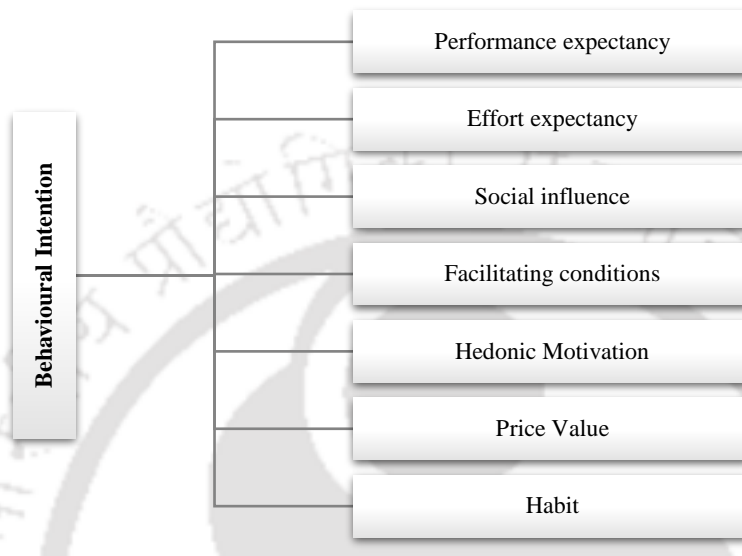 Performance expectancy
Effort expectancy
Social influence
Behavioural Intention
Facilitating conditions
Hedonic Motivation
Price Value
Habit